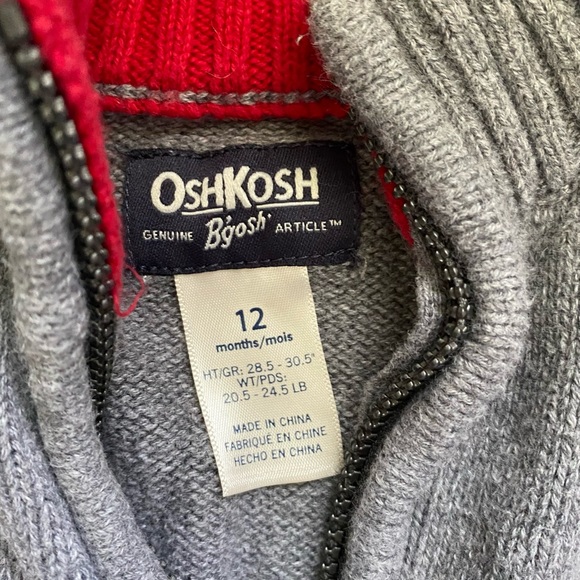 OSHKOSH
GENUINE B'gosh ARTICLE™
12
months/mois
HT/GR: 28.5 - 30.5"
WT/PDS:
20.5 - 24.5 LB
MADE IN CHINA
FABRIQUÉ EN CHINE
HECHO EN CHINA